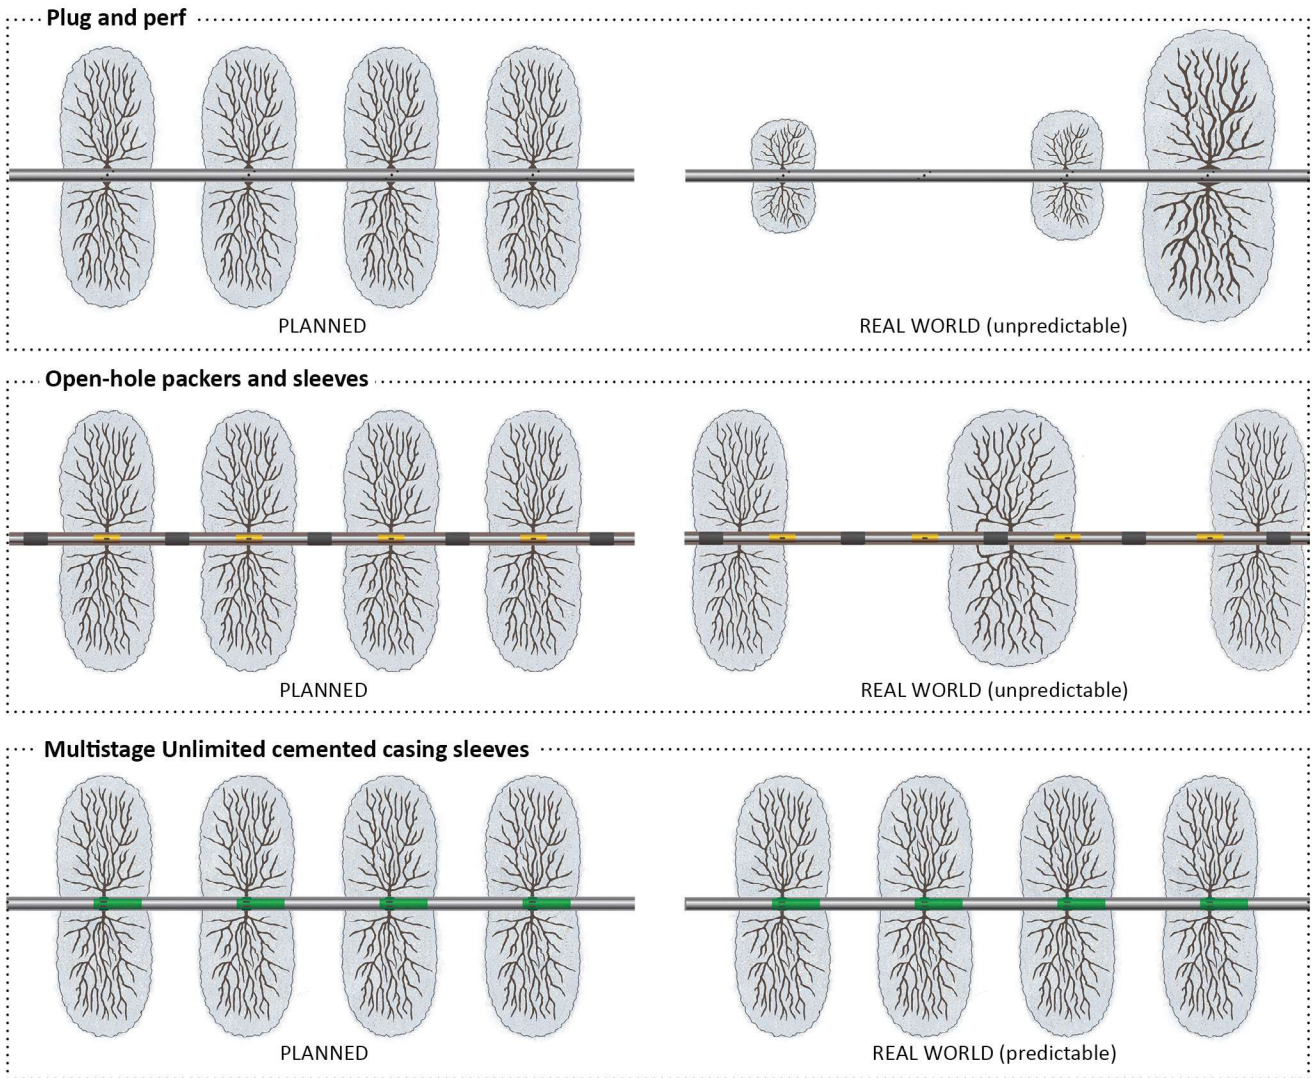 Plug and perf
PLANNED
REAL WORLD (unpredictable)
Open-hole packers and sleeves
PLANNED
REAL WORLD (unpredictable)
Multistage Unlimited cemented casing sleeves
PLANNED
REAL WORLD (predictable)